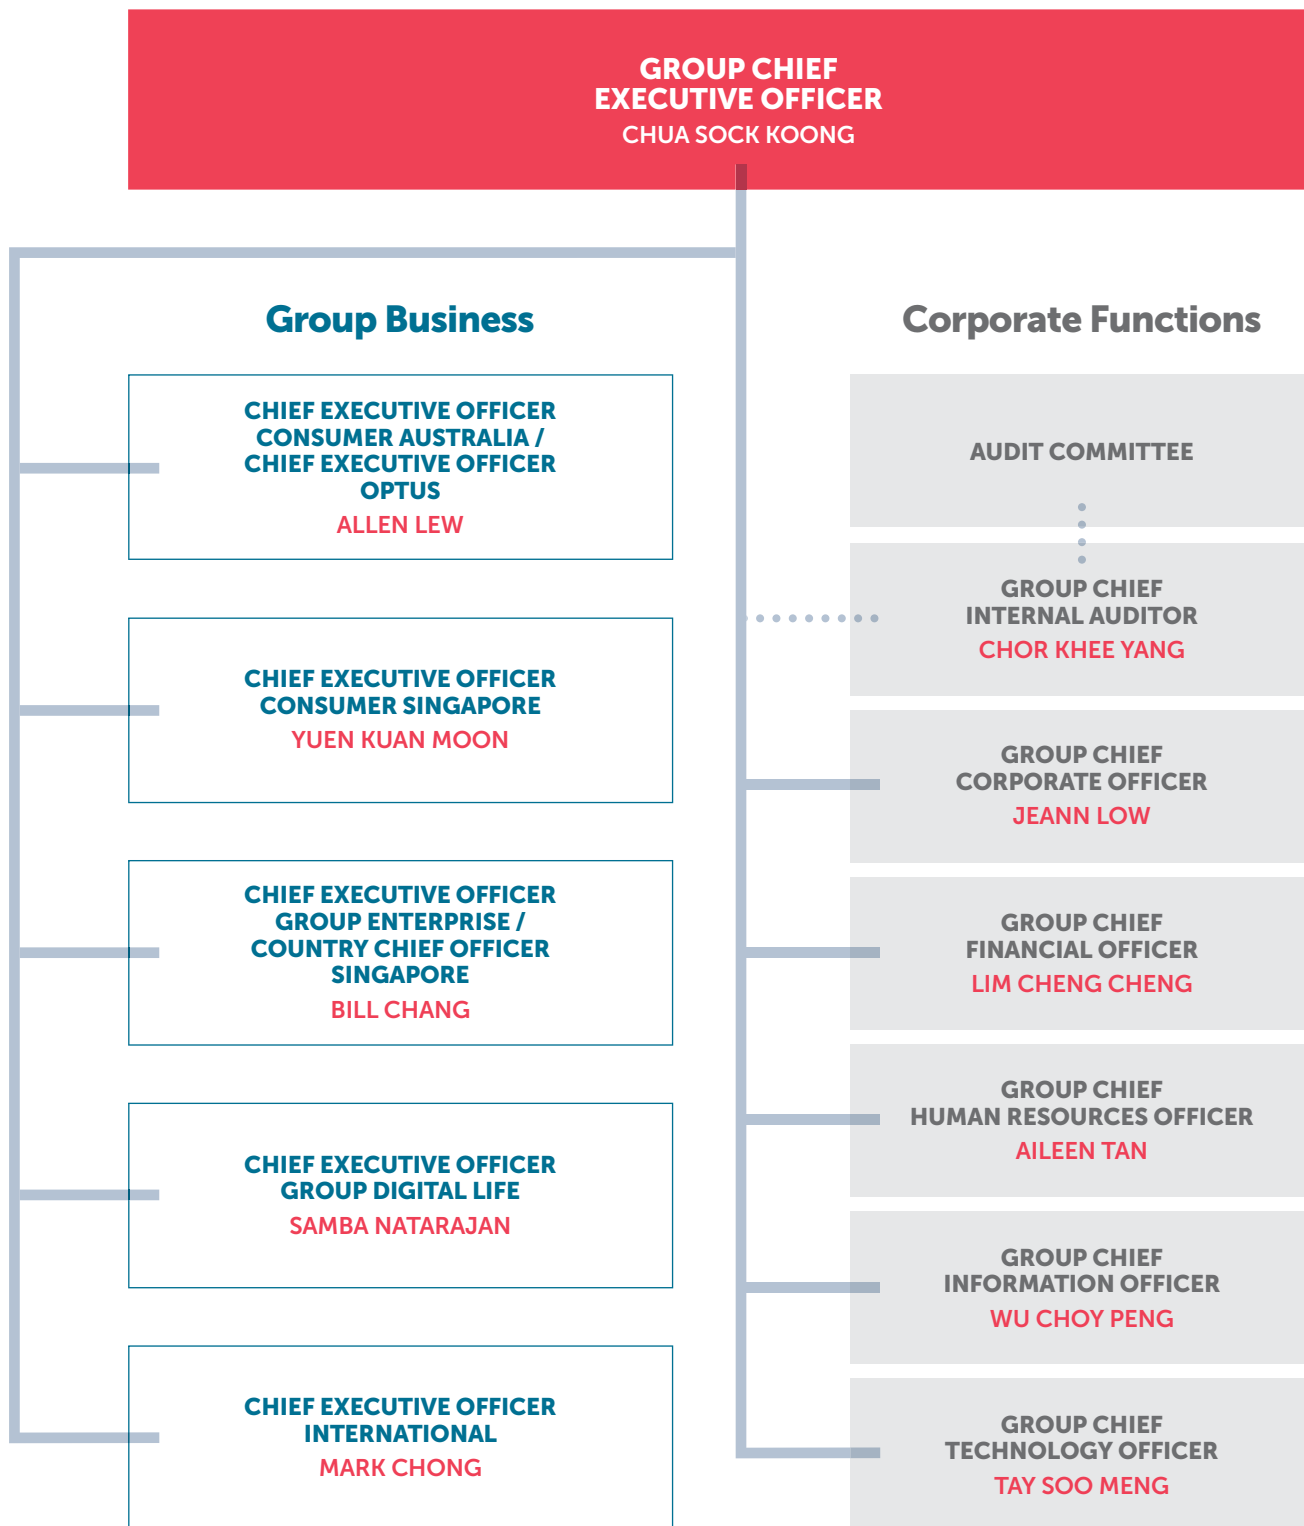 GROUP CHIEF
EXECUTIVE OFFICER
CHUA SOCK KOONG
Group Business
CHIEF EXECUTIVE OFFICER
CONSUMER AUSTRALIA /
CHIEF EXECUTIVE OFFICER
OPTUS
ALLEN LEW
CHIEF EXECUTIVE OFFICER
CONSUMER SINGAPORE
YUEN KUAN MOON
CHIEF EXECUTIVE OFFICER
GROUP ENTERPRISE /
COUNTRY CHIEF OFFICER
SINGAPORE
BILL CHANG
CHIEF EXECUTIVE OFFICER
GROUP DIGITAL LIFE
SAMBA NATARAJAN
CHIEF EXECUTIVE OFFICER
INTERNATIONAL
MARK CHONG
Corporate Functions
AUDIT COMMITTEE
GROUP CHIEF
INTERNAL AUDITOR
CHOR KHEE YANG
GROUP CHIEF
CORPORATE OFFICER
JEANN LOW
GROUP CHIEF
FINANCIAL OFFICER
LIM CHENG CHENG
GROUP CHIEF
HUMAN RESOURCES OFFICER
AILEEN TAN
GROUP CHIEF
INFORMATION OFFICER
WU CHOY PENG
GROUP CHIEF
TECHNOLOGY OFFICER
TAY SOO MENG